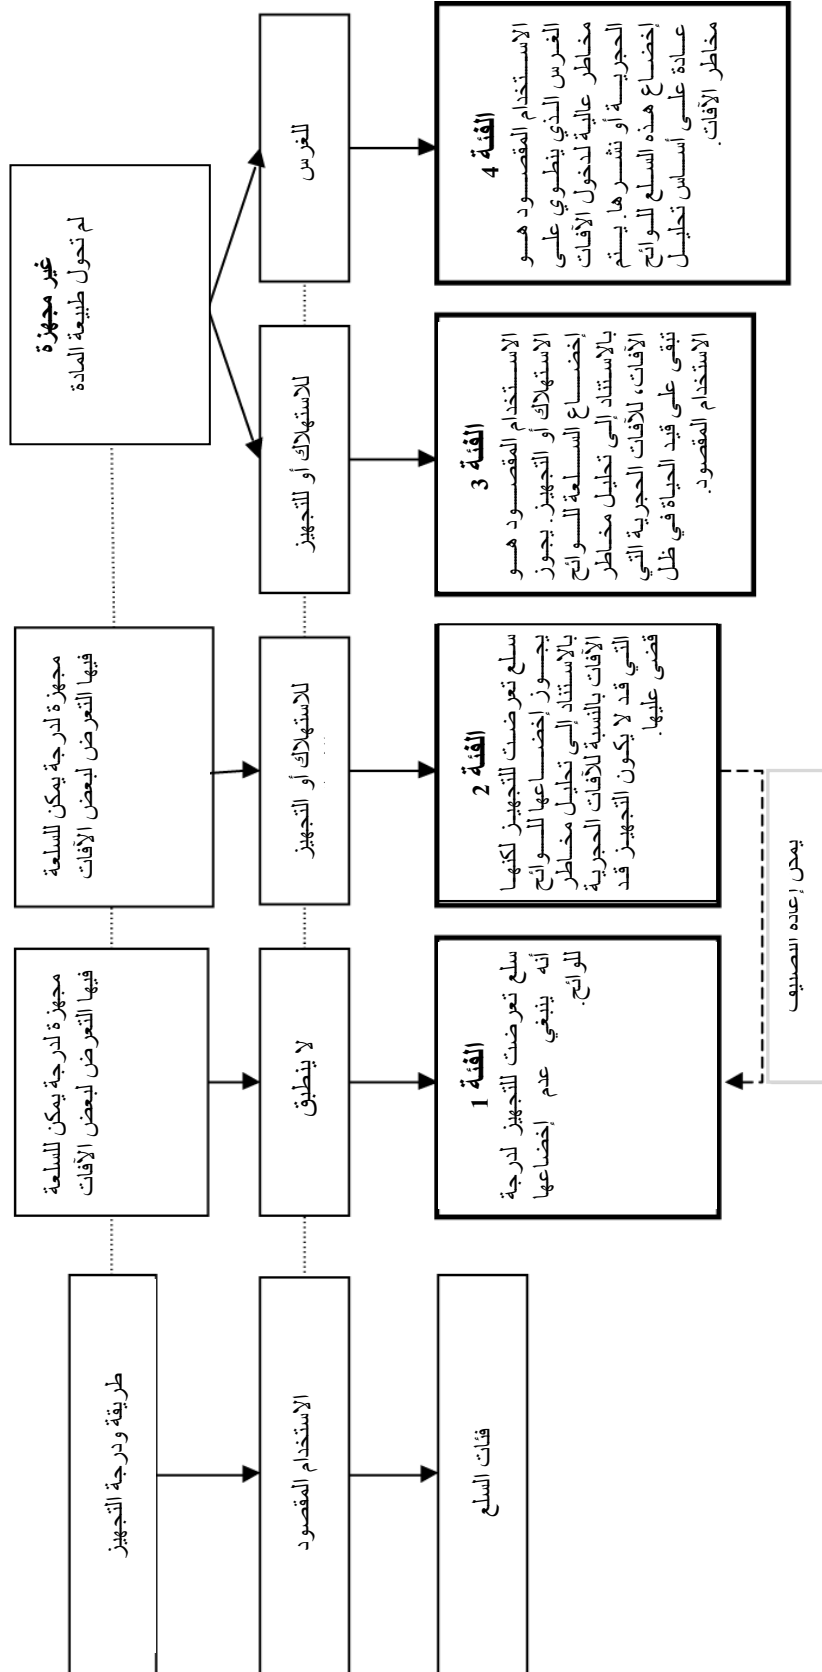 غير مجهزة
لم تحول طبيعة المادة
مجهزة لدرجة يمكن للسلعة
فيها التعرض لبعض الآفات
مجهزة لدرجة يمكن للسلعة
فيها التعرض لبعض الآفات
طريقة ودرجة التجهيز
للغرس
للاستهلاك أو للتجهيز
للاستهلاك أو التجهيز
لا ينطبق
الاستخدام المقصود
الفئة 4
الاستخدام المقصود هو
الغرس الذي ينطوي على
مخاطر عالية لدخول الآفات
الحجرية أو نشرها. يتم
إخضاع هذه السلع للوائح
عادة على أساس تحليل
مخاطر الآفات.
الفئة 3
الاستخدام المقصود هو
الاستهلاك أو التجهيز. يجوز
إخضاع السلعة للوائح
بالاستناد إلى تحليل مخاطر
الآفات، للآفات الحجرية التي
تبقى على قيد الحياة في ظل
الاستخدام المقصود.
الفئة 2
سلع تعرضت للتجهيز لكنها
يجوز إخضاعها للوائح
بالاستناد إلى تحليل مخاطر
الآفات بالنسبة للآفات الحجرية
التي قد لا يكون التجهيز قد
قضى عليها.
الفئة 1
سلع تعرضت للتجهيز لدرجة
أنه ينبغي عدم إخضاعها
للوائح.
فئات السلع
يمكن إعادة التصنيف